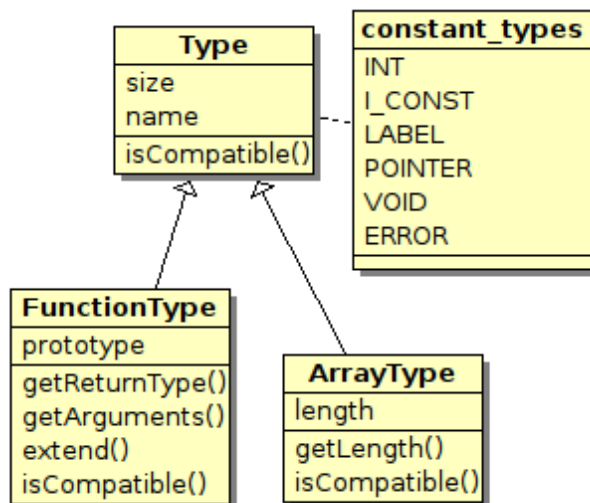 Type
size
name
isCompatible()
constant_types
INT
I_CONST
LABEL
POINTER
VOID
ERROR
FunctionType
prototype
getReturnType()
getArguments()
extend()
isCompatible()
ArrayType
length
getLength()
isCompatible()